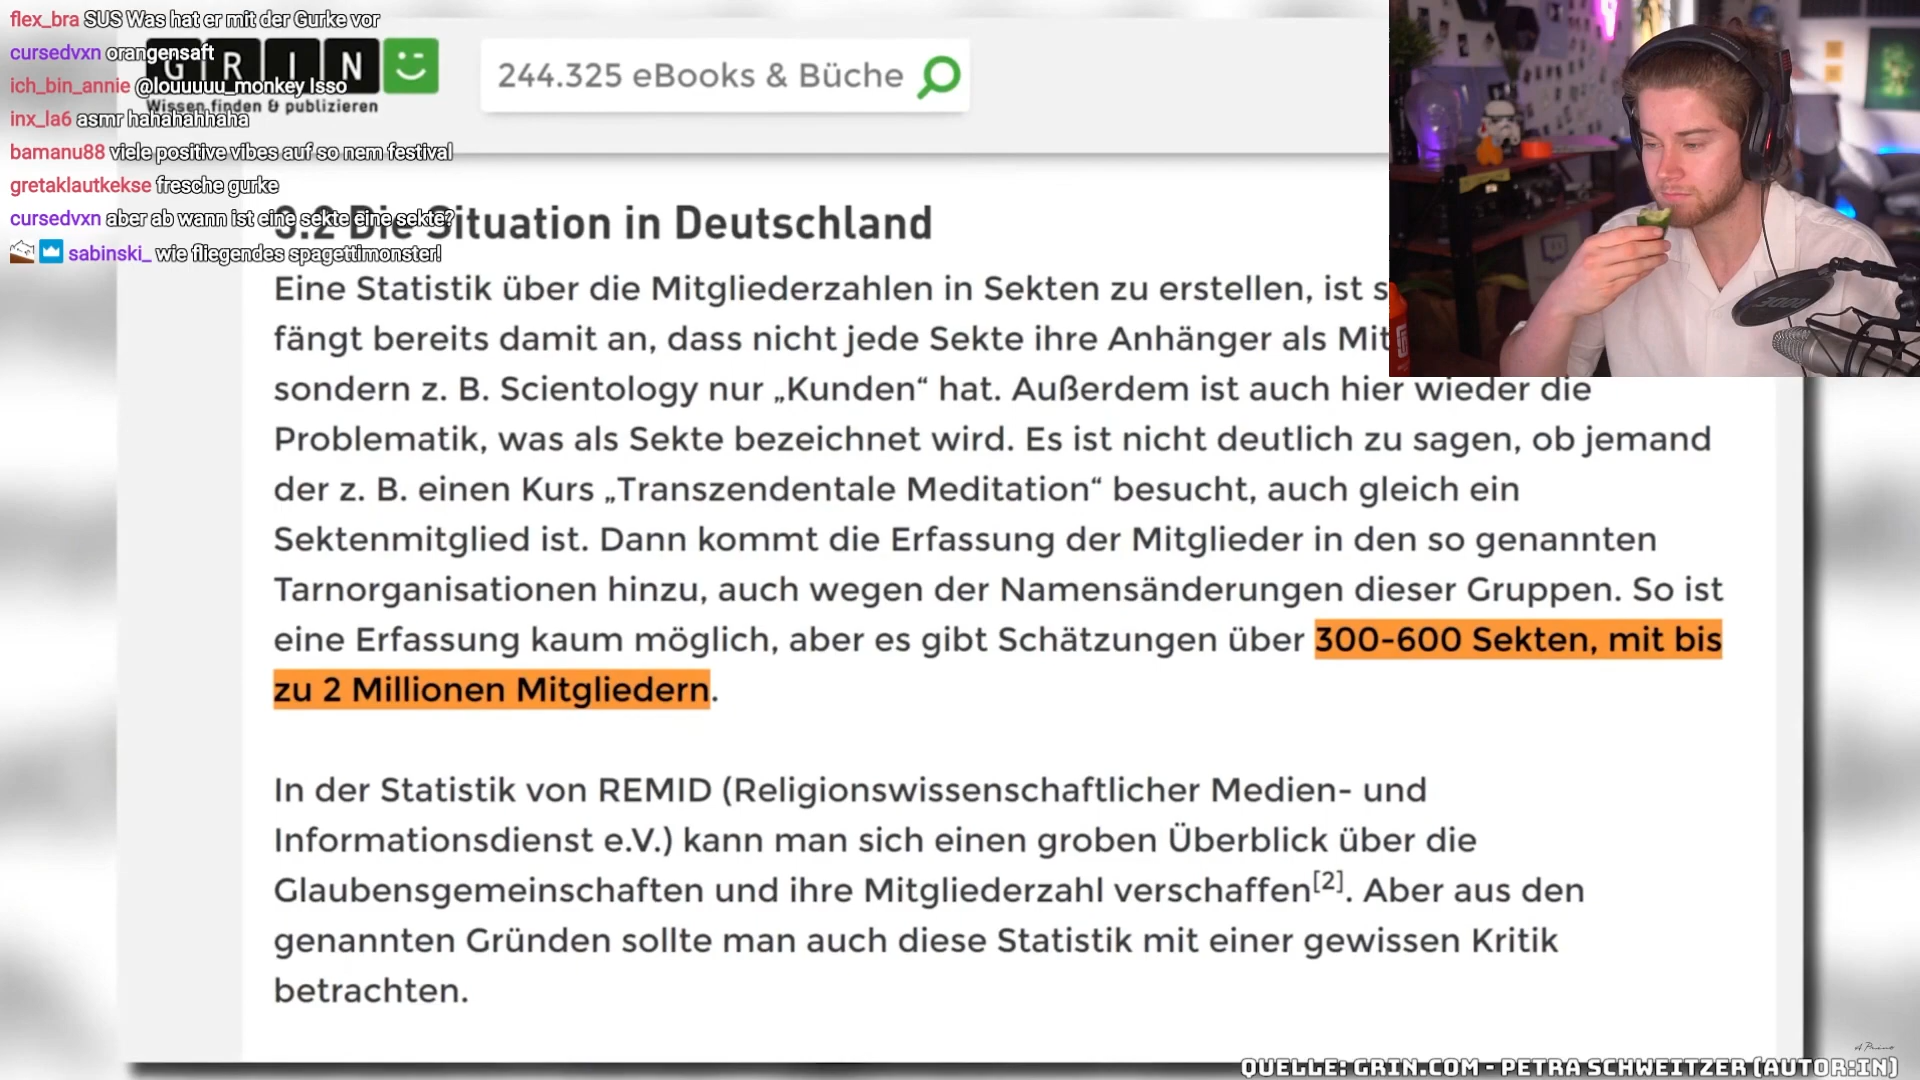 flex_bra SUS Was hat er mit der Gurke vor
cursedvxn orangensaft
ich_bin_annie @louuuuu_monkey Isso
inx_la6 asmr hahahahhaha
bamanu88 viele positive vibes auf so nem festival
gretaklautkekse fresche gurke
cursedvxn aber ab wann ist eine sekte eine sekte?
sabinski_ wie fliegendes spagettimonster!
GRIN
Wissen finden & publizieren
244.325 eBooks & Büche
3.2 Die Situation in Deutschland
Eine Statistik über die Mitgliederzahlen in Sekten zu erstellen, ist s
fängt bereits damit an, dass nicht jede Sekte ihre Anhänger als Mit
sondern z. B. Scientology nur „Kunden“ hat. Außerdem ist auch hier wieder die
Problematik, was als Sekte bezeichnet wird. Es ist nicht deutlich zu sagen, ob jemand
der z. B. einen Kurs „Transzendentale Meditation“ besucht, auch gleich ein
Sektenmitglied ist. Dann kommt die Erfassung der Mitglieder in den so genannten
Tarnorganisationen hinzu, auch wegen der Namensänderungen dieser Gruppen. So ist
eine Erfassung kaum möglich, aber es gibt Schätzungen über 300-600 Sekten, mit bis
zu 2 Millionen Mitgliedern.
In der Statistik von REMID (Religionswissenschaftlicher Medien- und
Informationsdienst e.V.) kann man sich einen groben Überblick über die
Glaubensgemeinschaften und ihre Mitgliederzahl verschaffen[2]. Aber aus den
genannten Gründen sollte man auch diese Statistik mit einer gewissen Kritik
betrachten.
RODE
QUELLE: GRIN.COM - PETRA SCHWEITZER (AUTOR:IN)